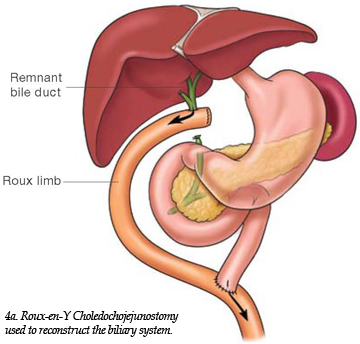 Remnant
bile duct
Roux limb
4a. Roux-en-Y Choledochojejunostomy
used to reconstruct the biliary system.